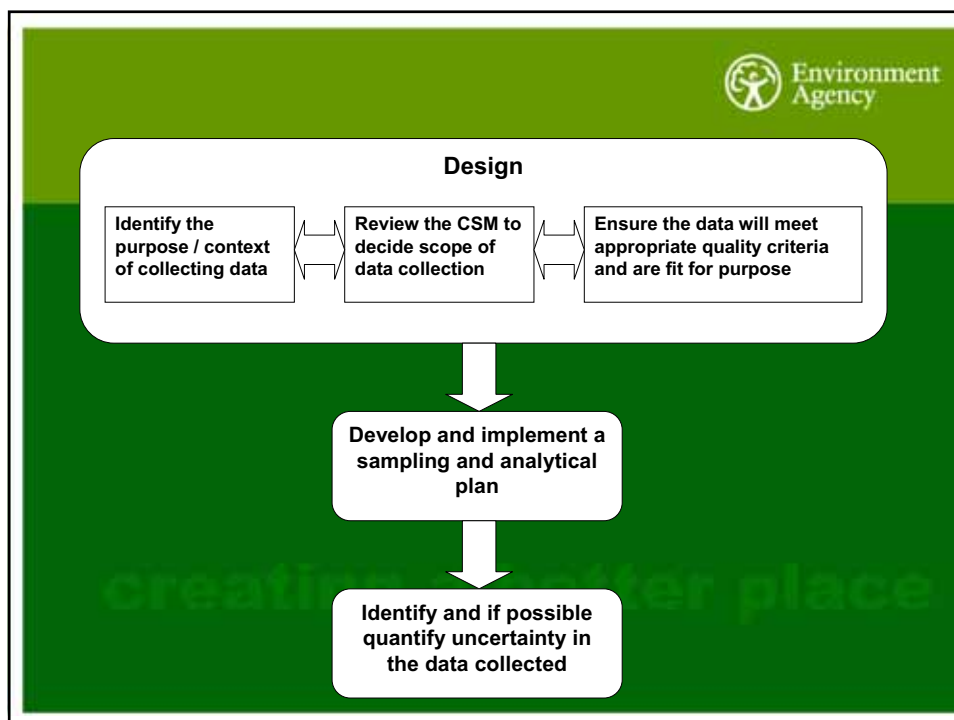 Environment
Agency
Design
Identify the
purpose / context
of collecting data
Review the CSM to
decide scope of
data collection
Ensure the data will meet
appropriate quality criteria
and are fit for purpose
Develop and implement a
sampling and analytical
plan
Identify and if possible
quantify uncertainty in
the data collected
creating place